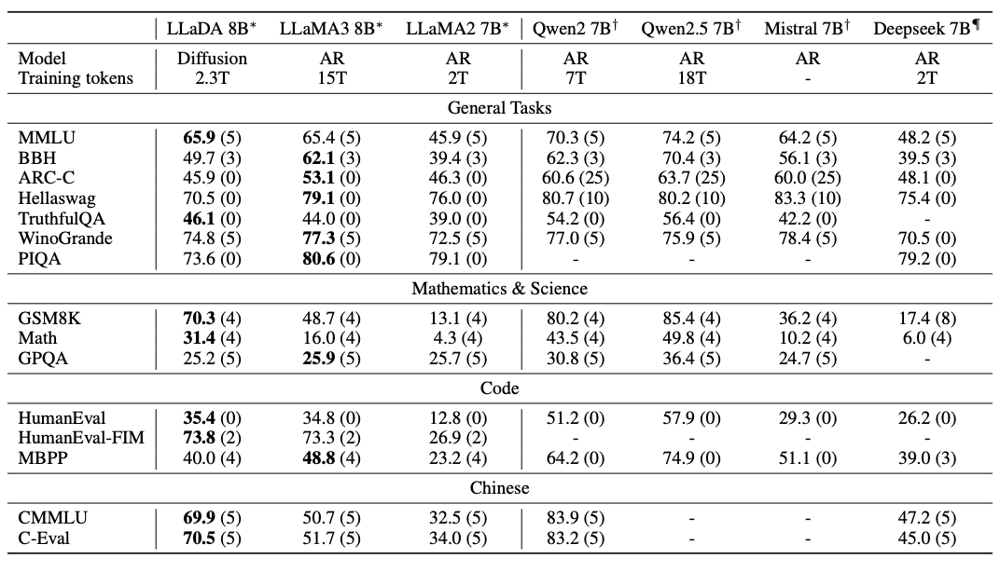 LLaDA 8B* LLaMA3 8B* LLaMA2 7B* Qwen2 7B† Qwen2.5 7B† Mistral 7B† Deepseek 7B¶
Model Diffusion AR AR AR AR AR AR
Training tokens 2.3T 15T 2T 7T 18T - 2T
General Tasks
MMLU 65.9 (5) 65.4 (5) 45.9 (5) 70.3 (5) 74.2 (5) 64.2 (5) 48.2 (5)
BBH 49.7 (3) 62.1 (3) 39.4 (3) 62.3 (3) 70.4 (3) 56.1 (3) 39.5 (3)
ARC-C 45.9 (0) 53.1 (0) 46.3 (0) 60.6 (25) 63.7 (25) 60.0 (25) 48.1 (0)
Hellaswag 70.5 (0) 79.1 (0) 76.0 (0) 80.7 (10) 80.2 (10) 83.3 (10) 75.4 (0)
TruthfulQA 46.1 (0) 44.0 (0) 39.0 (0) 54.2 (0) 56.4 (0) 42.2 (0) -
WinoGrande 74.8 (5) 77.3 (5) 72.5 (5) 77.0 (5) 75.9 (5) 78.4 (5) 70.5 (0)
PIQA 73.6 (0) 80.6 (0) 79.1 (0) - - - 79.2 (0)
Mathematics & Science
GSM8K 70.3 (4) 48.7 (4) 13.1 (4) 80.2 (4) 85.4 (4) 36.2 (4) 17.4 (8)
Math 31.4 (4) 16.0 (4) 4.3 (4) 43.5 (4) 49.8 (4) 10.2 (4) 6.0 (4)
GPQA 25.2 (5) 25.9 (5) 25.7 (5) 30.8 (5) 36.4 (5) 24.7 (5) -
Code
HumanEval 35.4 (0) 34.8 (0) 12.8 (0) 51.2 (0) 57.9 (0) 29.3 (0) 26.2 (0)
HumanEval-FIM 73.8 (2) 73.3 (2) 26.9 (2) - - - -
MBPP 40.0 (4) 48.8 (4) 23.2 (4) 64.2 (0) 74.9 (0) 51.1 (0) 39.0 (3)
Chinese
CMMLU 69.9 (5) 50.7 (5) 32.5 (5) 83.9 (5) - - 47.2 (5)
C-Eval 70.5 (5) 51.7 (5) 34.0 (5) 83.2 (5) - - 45.0 (5)